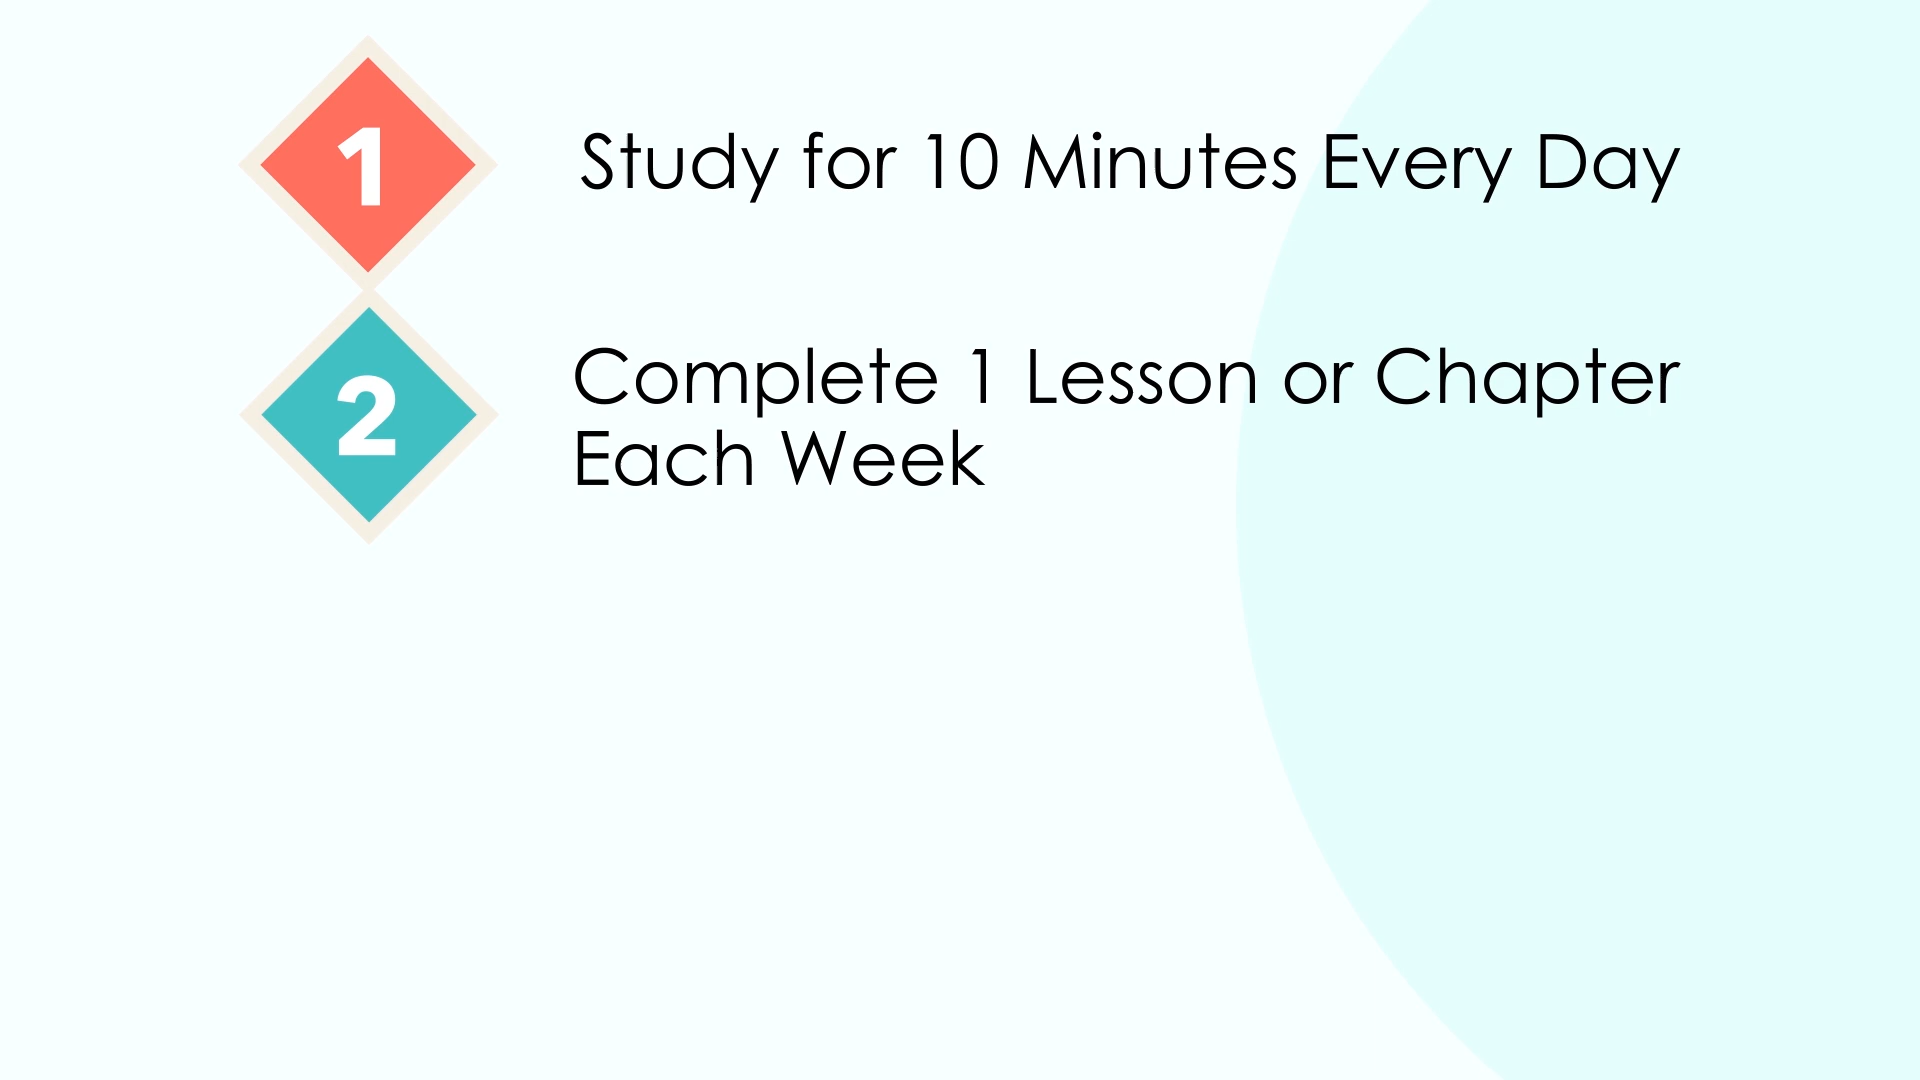 1
Study for 10 Minutes Every Day
2
Complete 1 Lesson or Chapter
Each Week